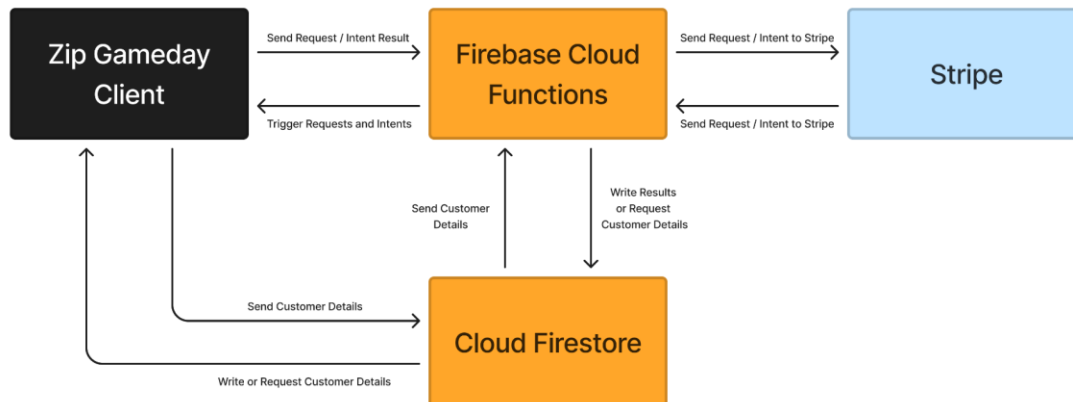 Zip Gameday
Client
Send Request / Intent Result
Trigger Requests and Intents
Firebase Cloud
Functions
Send Request / Intent to Stripe
Send Request / Intent to Stripe
Stripe
Send Customer
Details
Write Results
or Request
Customer Details
Send Customer Details
Write or Request Customer Details
Cloud Firestore